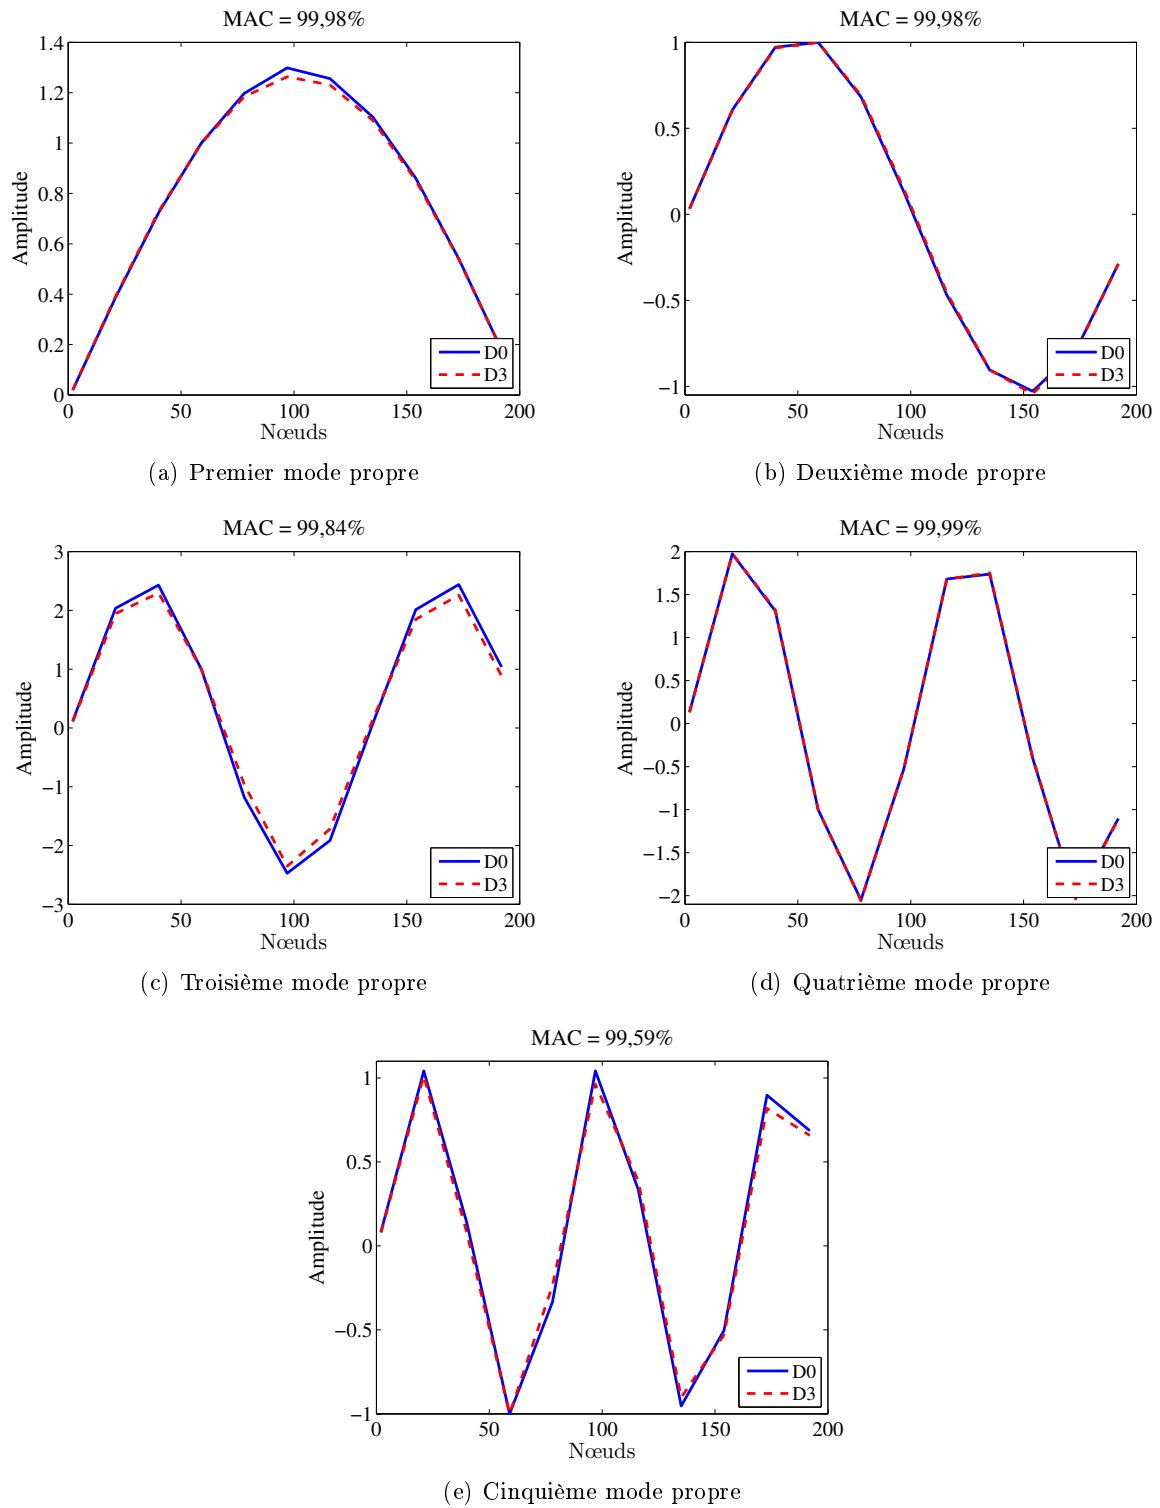 MAC = 99,98%
1.4
1.2
1
0.8
0.6
0.4
0.2
0
Amplitude
D0
D3
0 50 100 150 200
Nœuds
(a) Premier mode propre
MAC = 99,98%
1
0.5
0
−0.5
−1
Amplitude
D0
D3
0 50 100 150 200
Nœuds
(b) Deuxième mode propre
MAC = 99,84%
3
2
1
0
−1
−2
−3
Amplitude
D0
D3
0 50 100 150 200
Nœuds
(c) Troisième mode propre
MAC = 99,99%
2
1.5
1
0.5
0
−0.5
−1
−1.5
−2
Amplitude
D0
D3
0 50 100 150 200
Nœuds
(d) Quatrième mode propre
MAC = 99,59%
1
0.5
0
−0.5
−1
Amplitude
D0
D3
0 50 100 150 200
Nœuds
(e) Cinquième mode propre